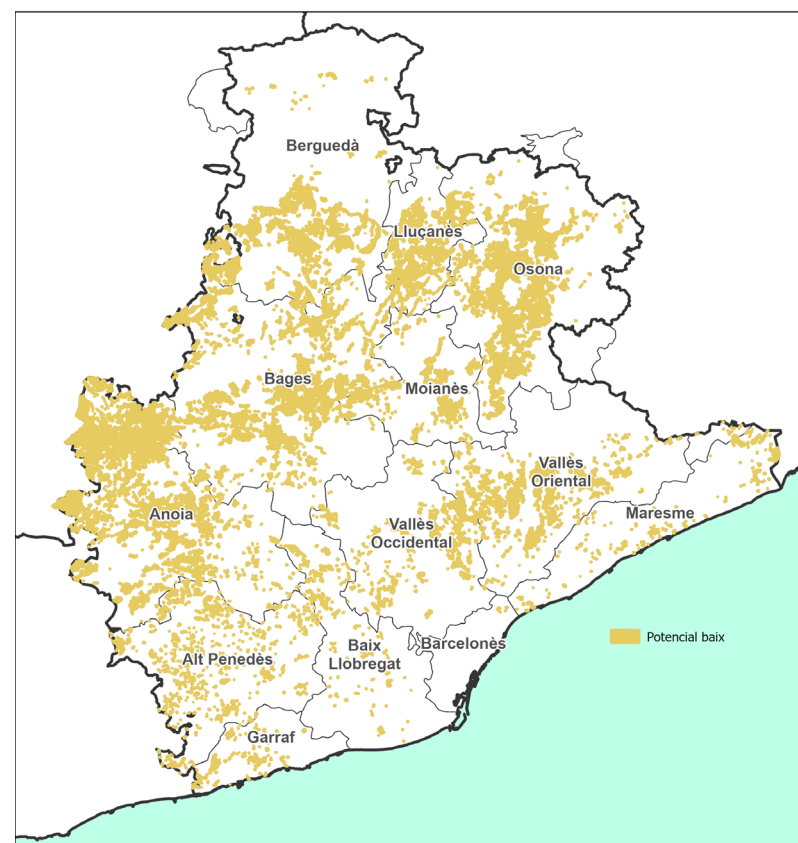 Berguedà
Lluçanès
Osona
Bages
Moianès
Vallès
Oriental
Anoia
Maresme
Vallès
Occidental
Potencial baix
Baix
Llobregat
Barcelonès
Alt Penedès
Garraf